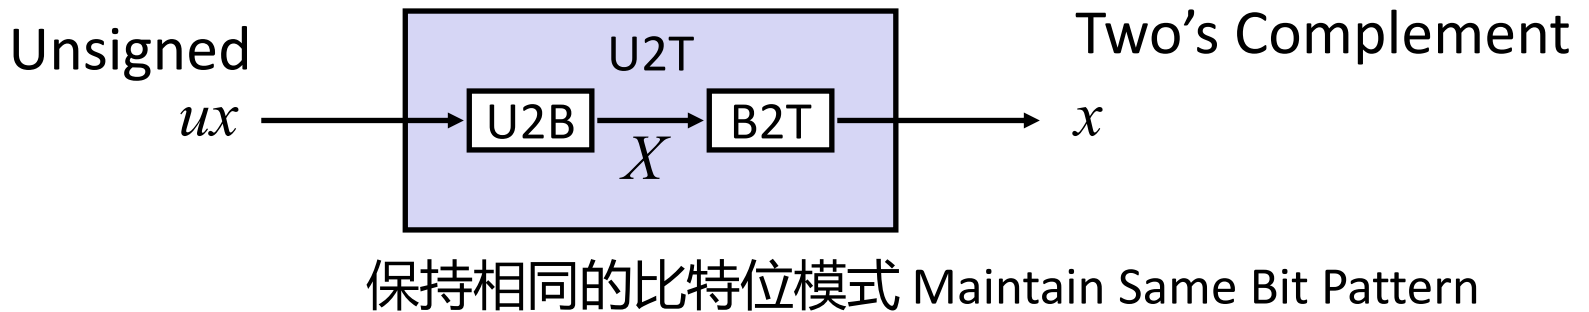 Unsigned
Two’s Complement
U2T
ux
U2B
X
B2T
x
保持相同的比特位模式 Maintain Same Bit Pattern